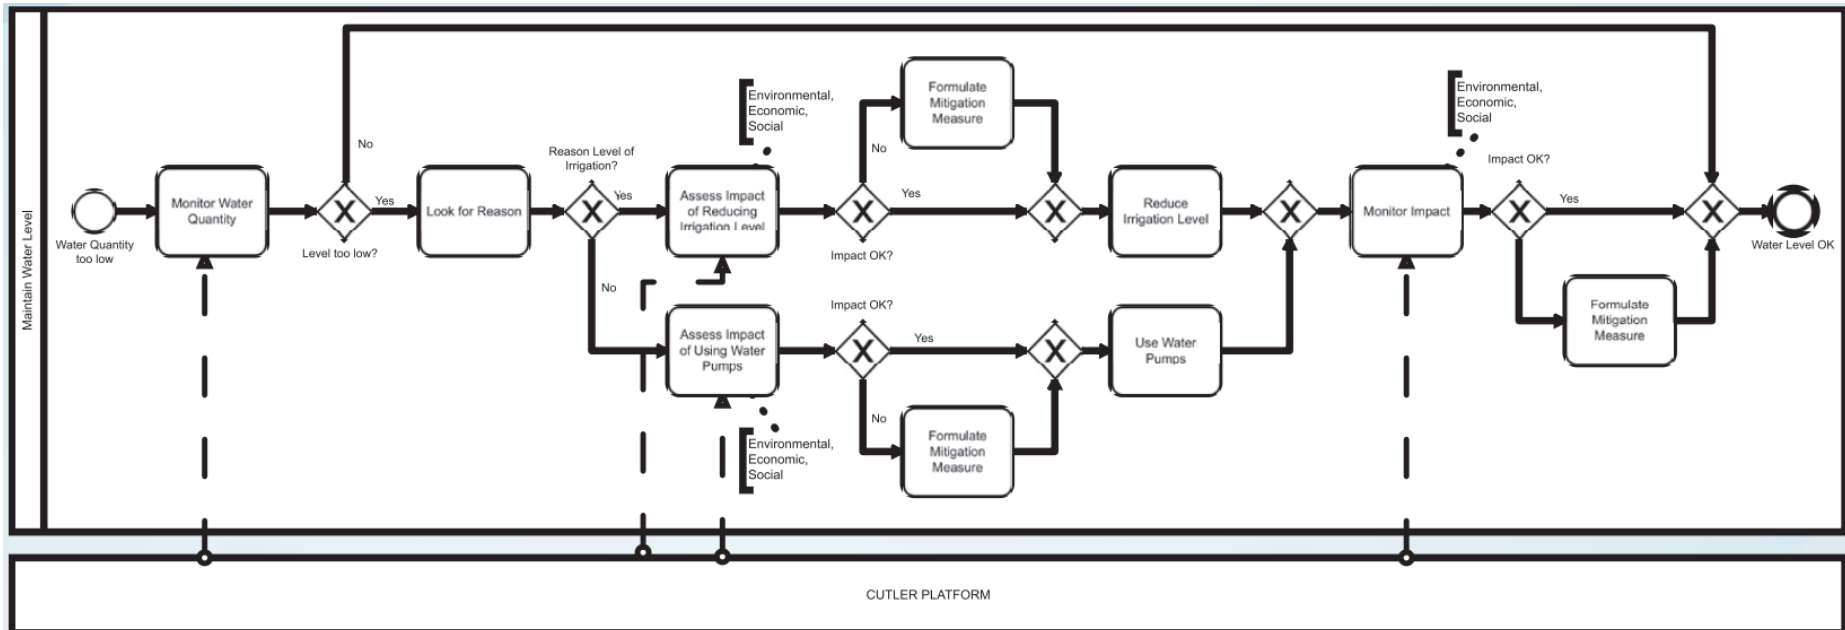 Maintain Water Level
Water Quantity
too low
Monitor Water
Quantity
No
Yes
Level too low?
Look for Reason
Reason Level of
Irrigation?
Yes
No
Environmental,
Economic,
Social
Assess Impact
of Reducing
Irrigation Level
Assess Impact
of Using Water
Pumps
Environmental,
Economic,
Social
No
Yes
Impact OK?
Impact OK?
Yes
No
Formulate
Mitigation
Measure
Formulate
Mitigation
Measure
Reduce
Irrigation Level
Use Water
Pumps
Monitor Impact
Environmental,
Economic,
Social
Impact OK?
Yes
Formulate
Mitigation
Measure
Water Level OK
CUTLER PLATFORM